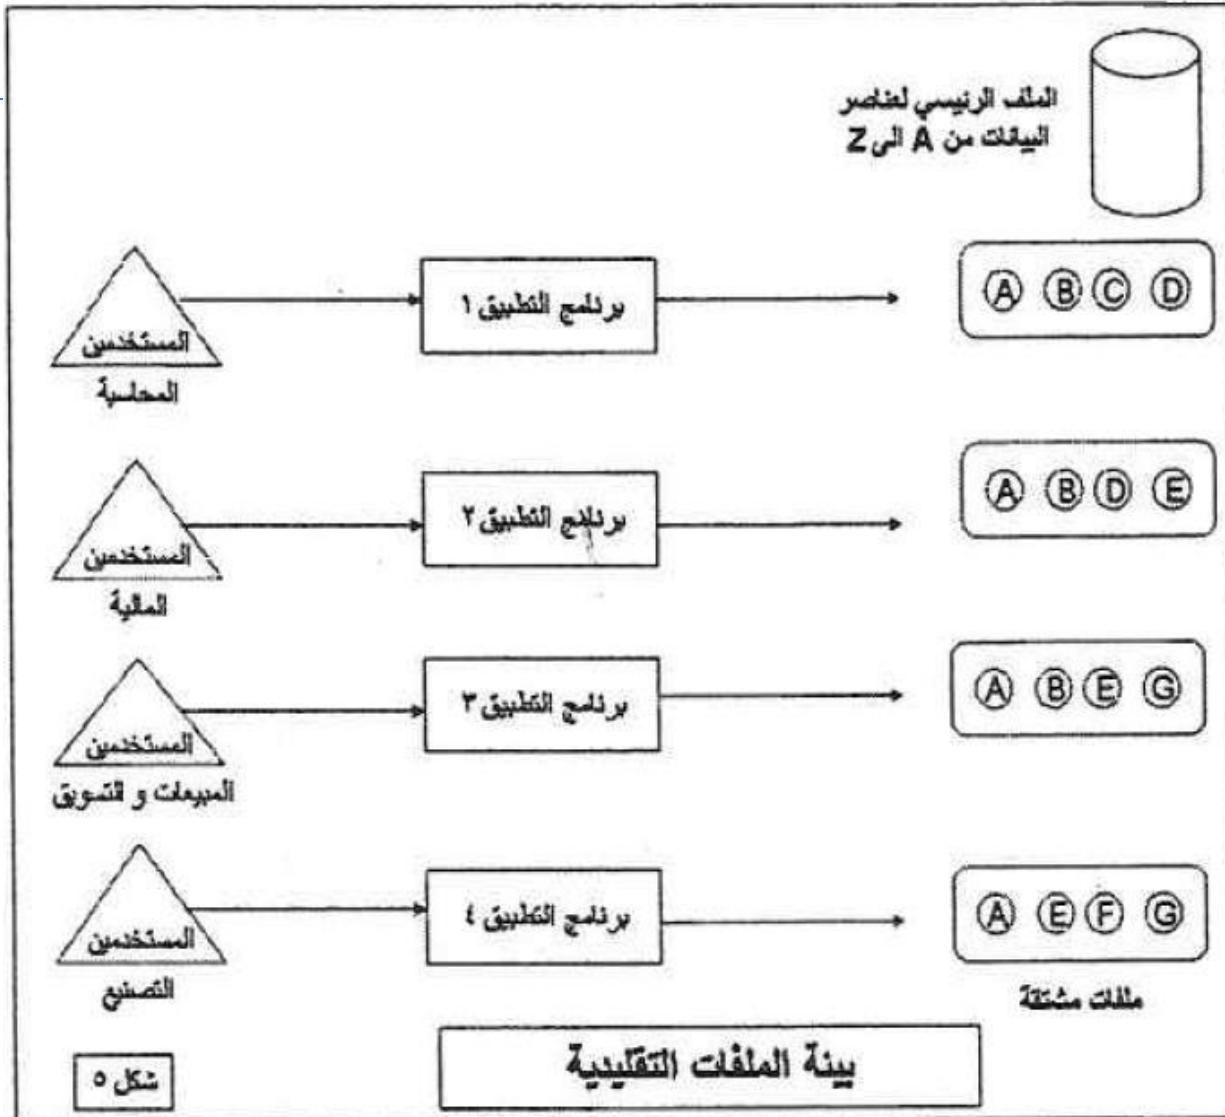 الملف الرئيسي لعناصر
البيانات من A الى Z
المستخدمين
المحاسبة
برنامج التطبيق ١
A B C D
المستخدمين
المالية
برنامج التطبيق ٢
A B D E
المستخدمين
المبيعات و التسويق
برنامج التطبيق ٣
A B E G
المستخدمين
التصنيع
برنامج التطبيق ٤
A E F G
ملفات مشتقة
بيئة الملفات التقليدية
شكل ٥